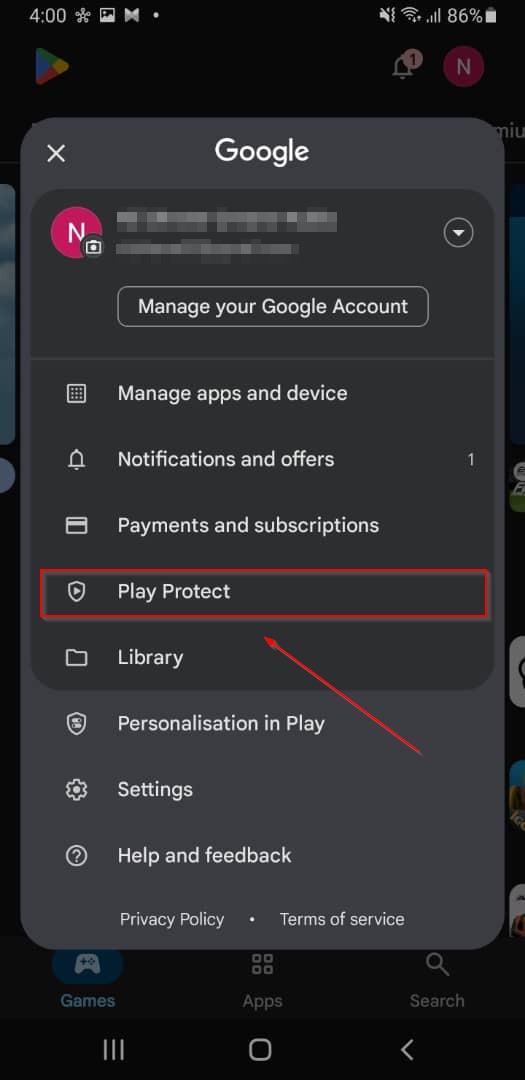 4:00
86%
1
N
miu
Google
N
Manage your Google Account
Manage apps and device
Notifications and offers 1
Payments and subscriptions
Play Protect
Library
Personalisation in Play
Settings
Help and feedback
Privacy Policy • Terms of service
Games Apps Search